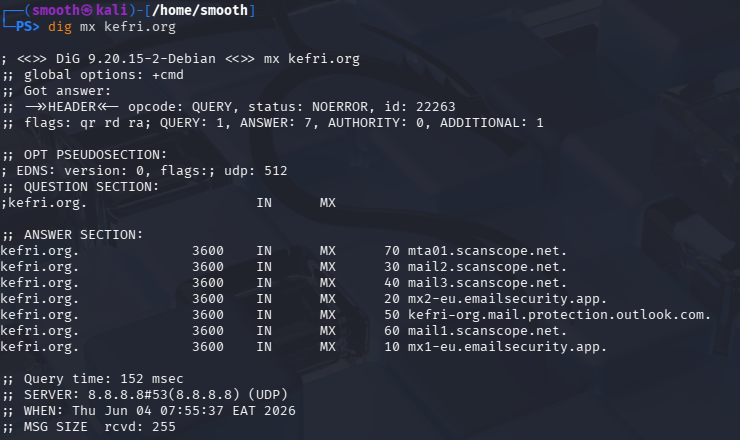 ┌──(smooth㉿kali)-[/home/smooth]
└─PS> dig mx kefri.org
; <<>> DiG 9.20.15-2-Debian <<>> mx kefri.org
;; global options: +cmd
;; Got answer:
;; ->>HEADER<<- opcode: QUERY, status: NOERROR, id: 22263
;; flags: qr rd ra; QUERY: 1, ANSWER: 7, AUTHORITY: 0, ADDITIONAL: 1
;; OPT PSEUDOSECTION:
; EDNS: version: 0, flags:; udp: 512
;; QUESTION SECTION:
;kefri.org. IN MX
;; ANSWER SECTION:
kefri.org. 3600 IN MX 70 mta01.scanscope.net.
kefri.org. 3600 IN MX 30 mail2.scanscope.net.
kefri.org. 3600 IN MX 40 mail3.scanscope.net.
kefri.org. 3600 IN MX 20 mx2-eu.emailsecurity.app.
kefri.org. 3600 IN MX 50 kefri-org.mail.protection.outlook.com.
kefri.org. 3600 IN MX 60 mail1.scanscope.net.
kefri.org. 3600 IN MX 10 mx1-eu.emailsecurity.app.
;; Query time: 152 msec
;; SERVER: 8.8.8.8#53(8.8.8.8) (UDP)
;; WHEN: Thu Jun 04 07:55:37 EAT 2026
;; MSG SIZE rcvd: 255